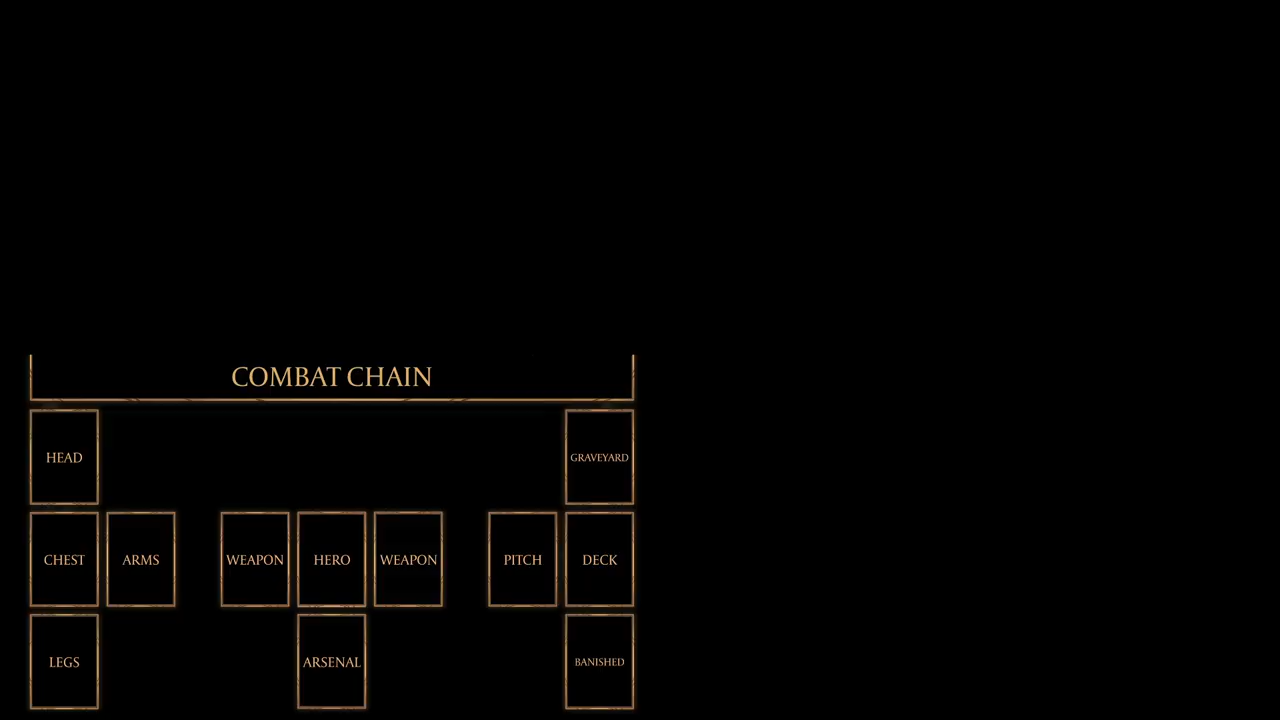 COMBAT CHAIN
HEAD
GRAVEYARD
CHEST
ARMS
WEAPON
HERO
WEAPON
PITCH
DECK
LEGS
ARSENAL
BANISHED